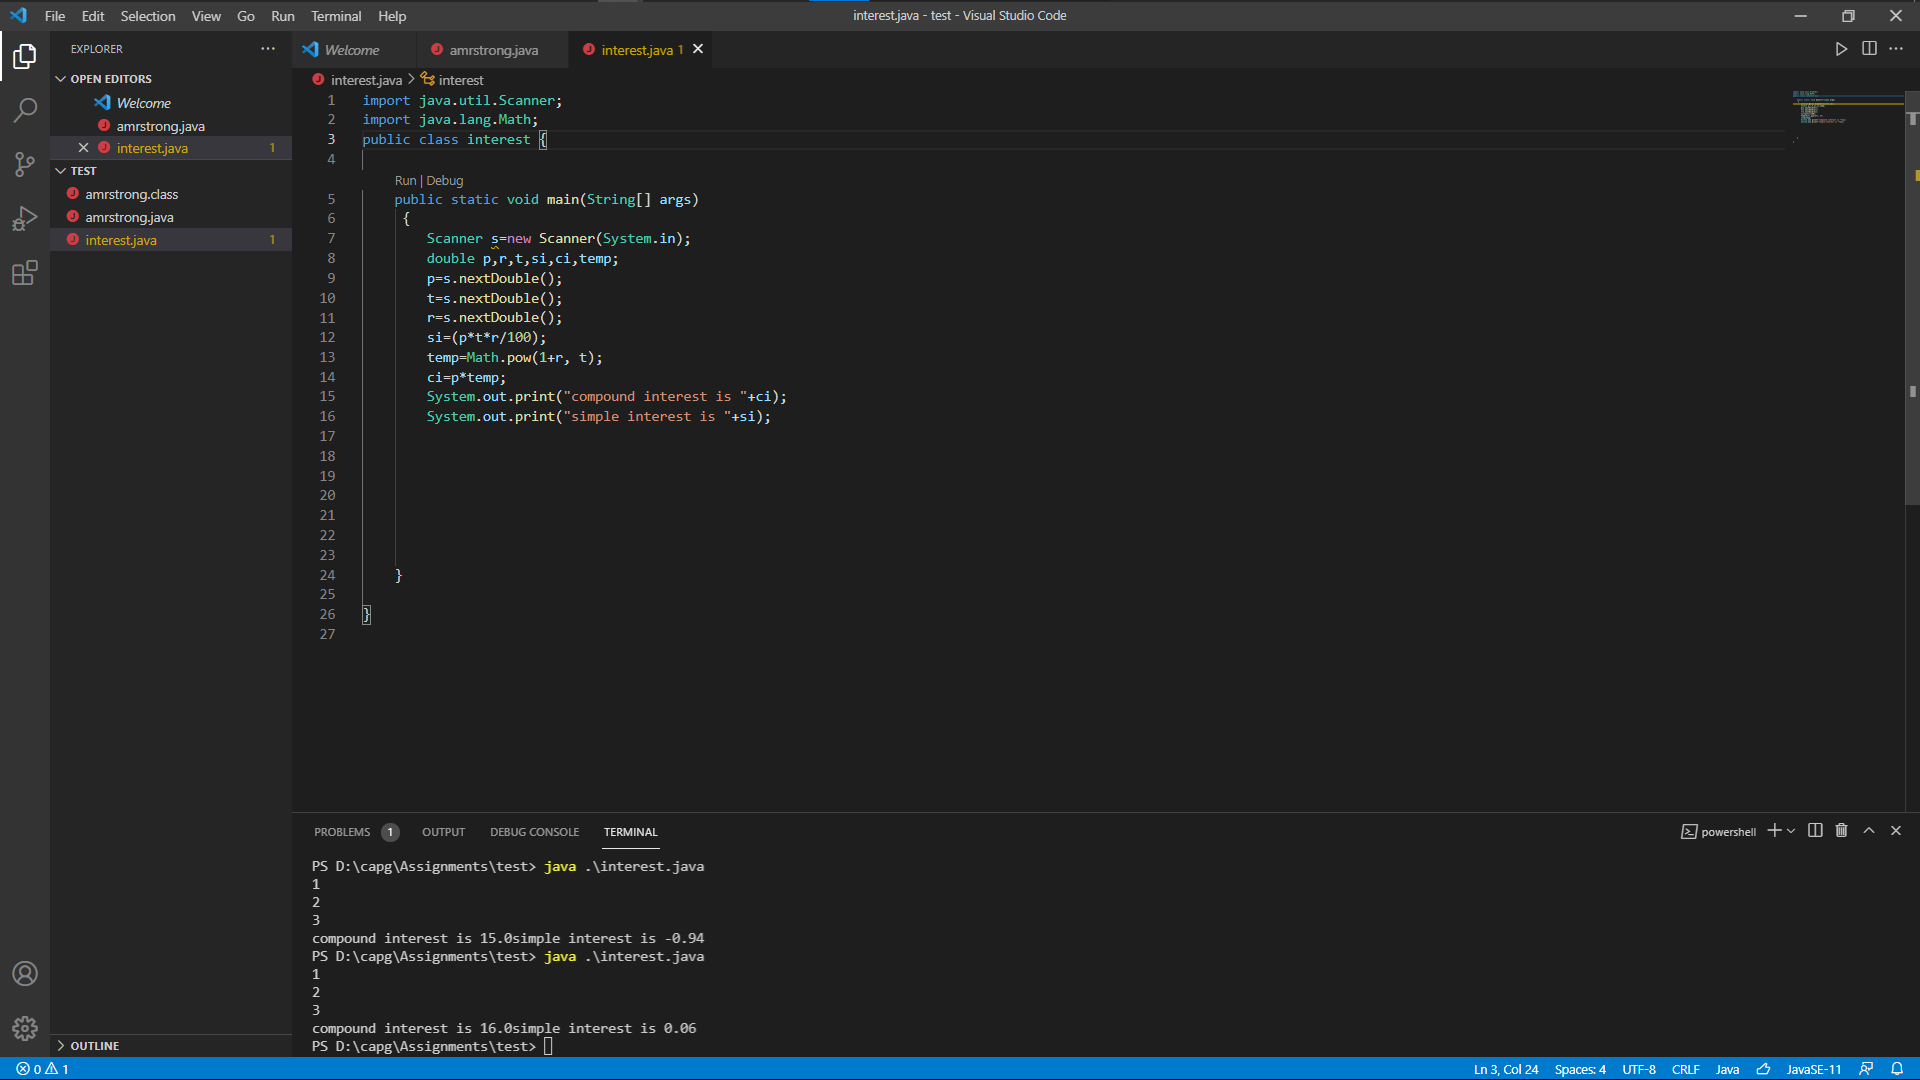 File Edit Selection View Go Run Terminal Help
interest.java - test - Visual Studio Code
EXPLORER
OPEN EDITORS
Welcome
amrstrong.java
interest.java 1
TEST
amrstrong.class
amrstrong.java
interest.java 1
OUTLINE
Welcome amrstrong.java interest.java 1
interest.java > interest
1 import java.util.Scanner;
2 import java.lang.Math;
3 public class interest {
4
Run | Debug
5 public static void main(String[] args)
6 {
7 Scanner s=new Scanner(System.in);
8 double p,r,t,si,ci,temp;
9 p=s.nextDouble();
10 t=s.nextDouble();
11 r=s.nextDouble();
12 si=(p*t*r/100);
13 temp=Math.pow(1+r, t);
14 ci=p*temp;
15 System.out.print("compound interest is "+ci);
16 System.out.print("simple interest is "+si);
17
18
19
20
21
22
23
24 }
25
26 }
27
PROBLEMS 1 OUTPUT DEBUG CONSOLE TERMINAL
powershell
PS D:\capg\Assignments\test> java .\interest.java
1
2
3
compound interest is 15.0simple interest is -0.94
PS D:\capg\Assignments\test> java .\interest.java
1
2
3
compound interest is 16.0simple interest is 0.06
PS D:\capg\Assignments\test>
0 1
Ln 3, Col 24 Spaces: 4 UTF-8 CRLF Java JavaSE-11